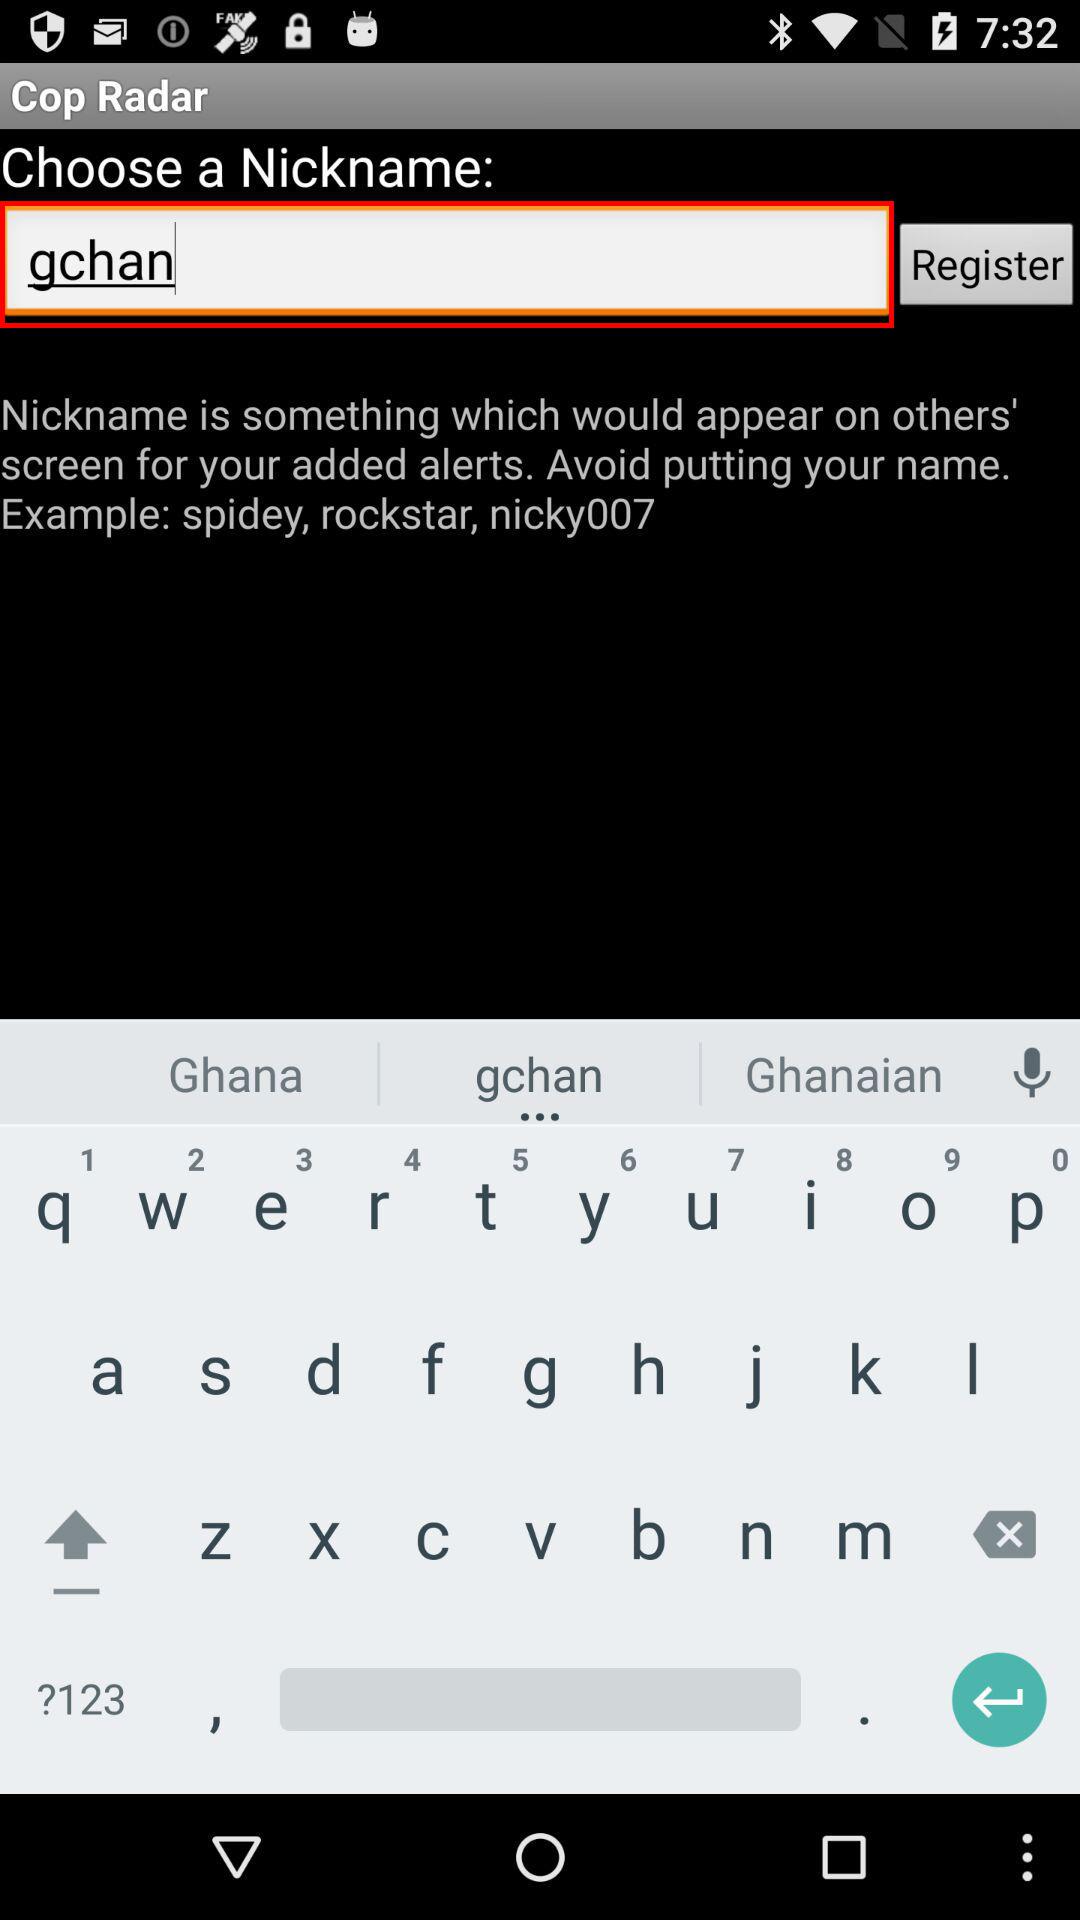 FAKE
7:32
Cop Radar
Choose a Nickname:
gchan
Register
Nickname is something which would appear on others'
screen for your added alerts. Avoid putting your name.
Example: spidey, rockstar, nicky007
Ghana gchan Ghanaian
1 2 3 4 5 6 7 8 9 0
q w e r t y u i o p
a s d f g h j k l
z x c v b n m
?123 , .